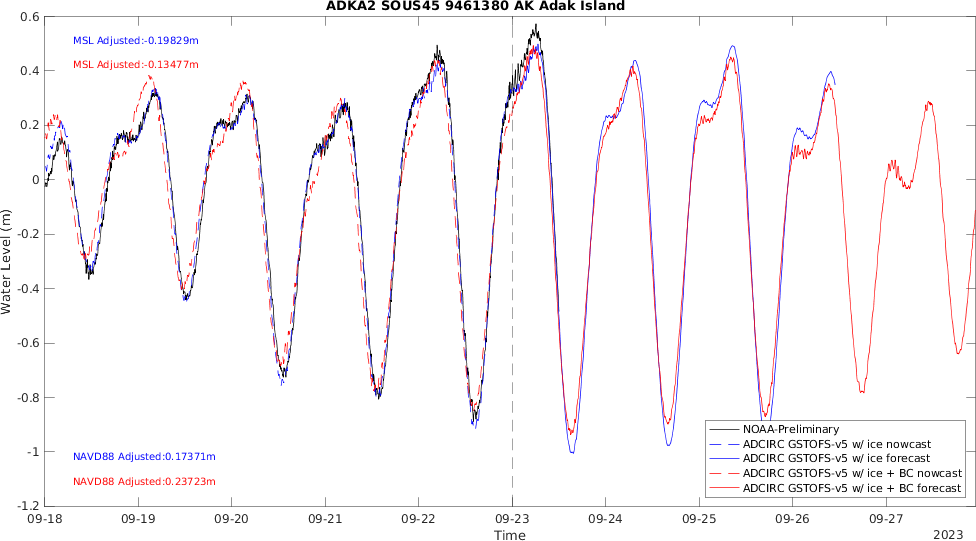 ADKA2 SOUS45 9461380 AK Adak Island
0.6
0.4
0.2
0
-0.2
-0.4
-0.6
-0.8
-1
-1.2
Water Level (m)
MSL Adjusted:-0.19829m
MSL Adjusted:-0.13477m
NAVD88 Adjusted:0.17371m
NAVD88 Adjusted:0.23723m
NOAA-Preliminary
ADCIRC GSTOFS-v5 w/ ice nowcast
ADCIRC GSTOFS-v5 w/ ice forecast
ADCIRC GSTOFS-v5 w/ ice + BC nowcast
ADCIRC GSTOFS-v5 w/ ice + BC forecast
09-18 09-19 09-20 09-21 09-22 09-23 09-24 09-25 09-26 09-27
Time
2023